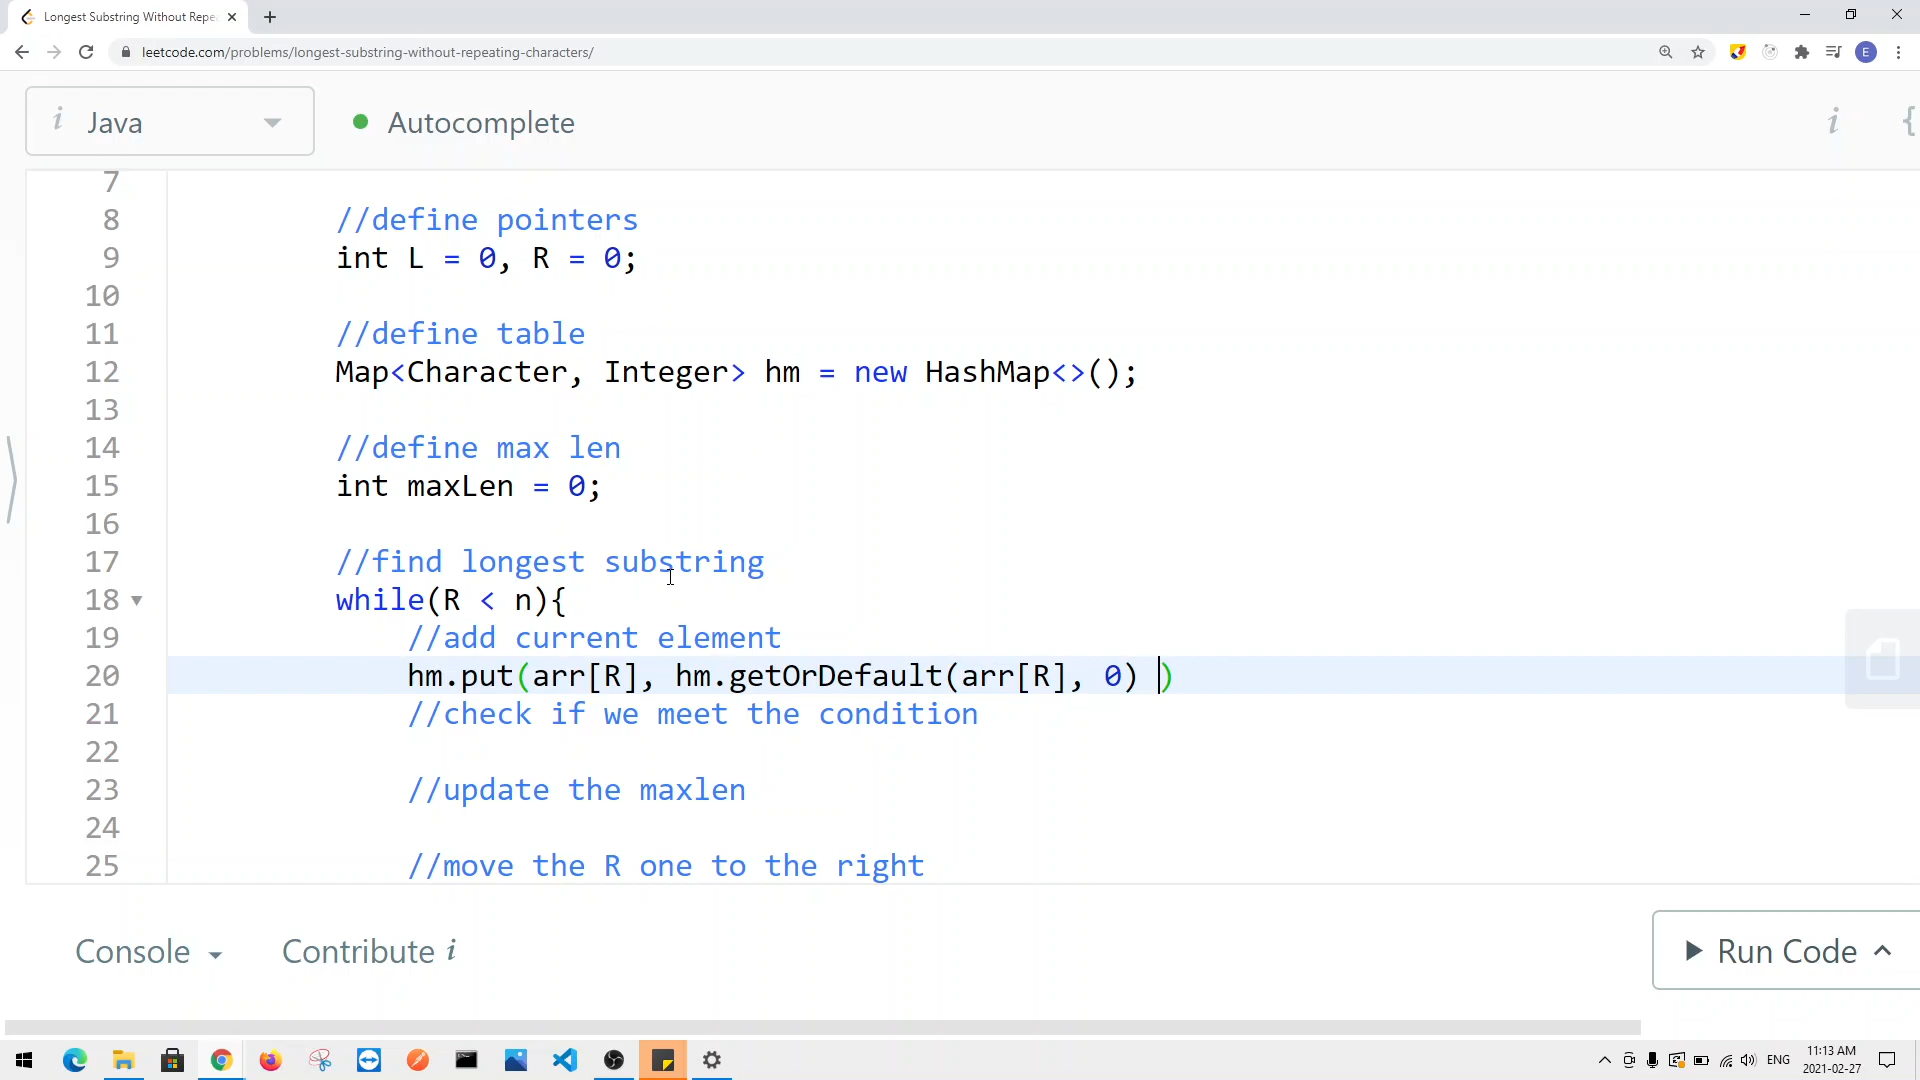 Longest Substring Without Repe
leetcode.com/problems/longest-substring-without-repeating-characters/
E
i Java
Autocomplete
i {
7
8 //define pointers
9 int L = 0, R = 0;
10
11 //define table
12 Map<Character, Integer> hm = new HashMap<>();
13
14 //define max len
15 int maxLen = 0;
16
17 //find longest substring
18 while(R < n){
19 //add current element
20 hm.put(arr[R], hm.getOrDefault(arr[R], 0) )
21 //check if we meet the condition
22
23 //update the maxlen
24
25 //move the R one to the right
Console Contribute i Run Code
ENG
11:13 AM
2021-02-27